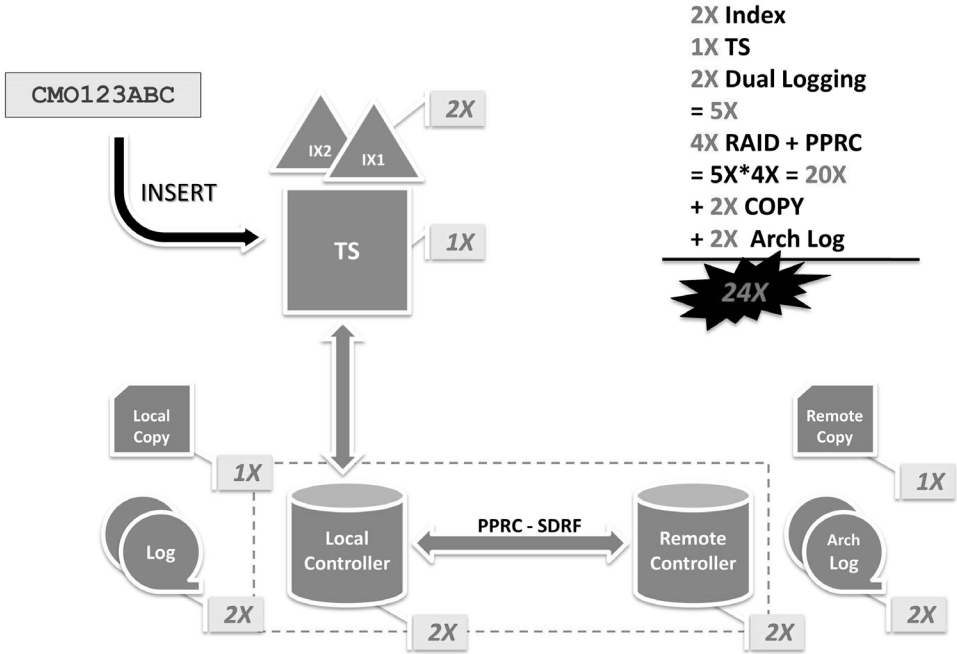 2X Index
1X TS
2X Dual Logging
= 5X
4X RAID + PPRC
= 5X*4X = 20X
+ 2X COPY
+ 2X Arch Log
24X
CMO123ABC
INSERT
2X
IX2
IX1
TS
1X
Local
Copy
1X
Remote
Copy
1X
Log
2X
Local
Controller
2X
PPRC - SDRF
Remote
Controller
2X
Arch
Log
2X